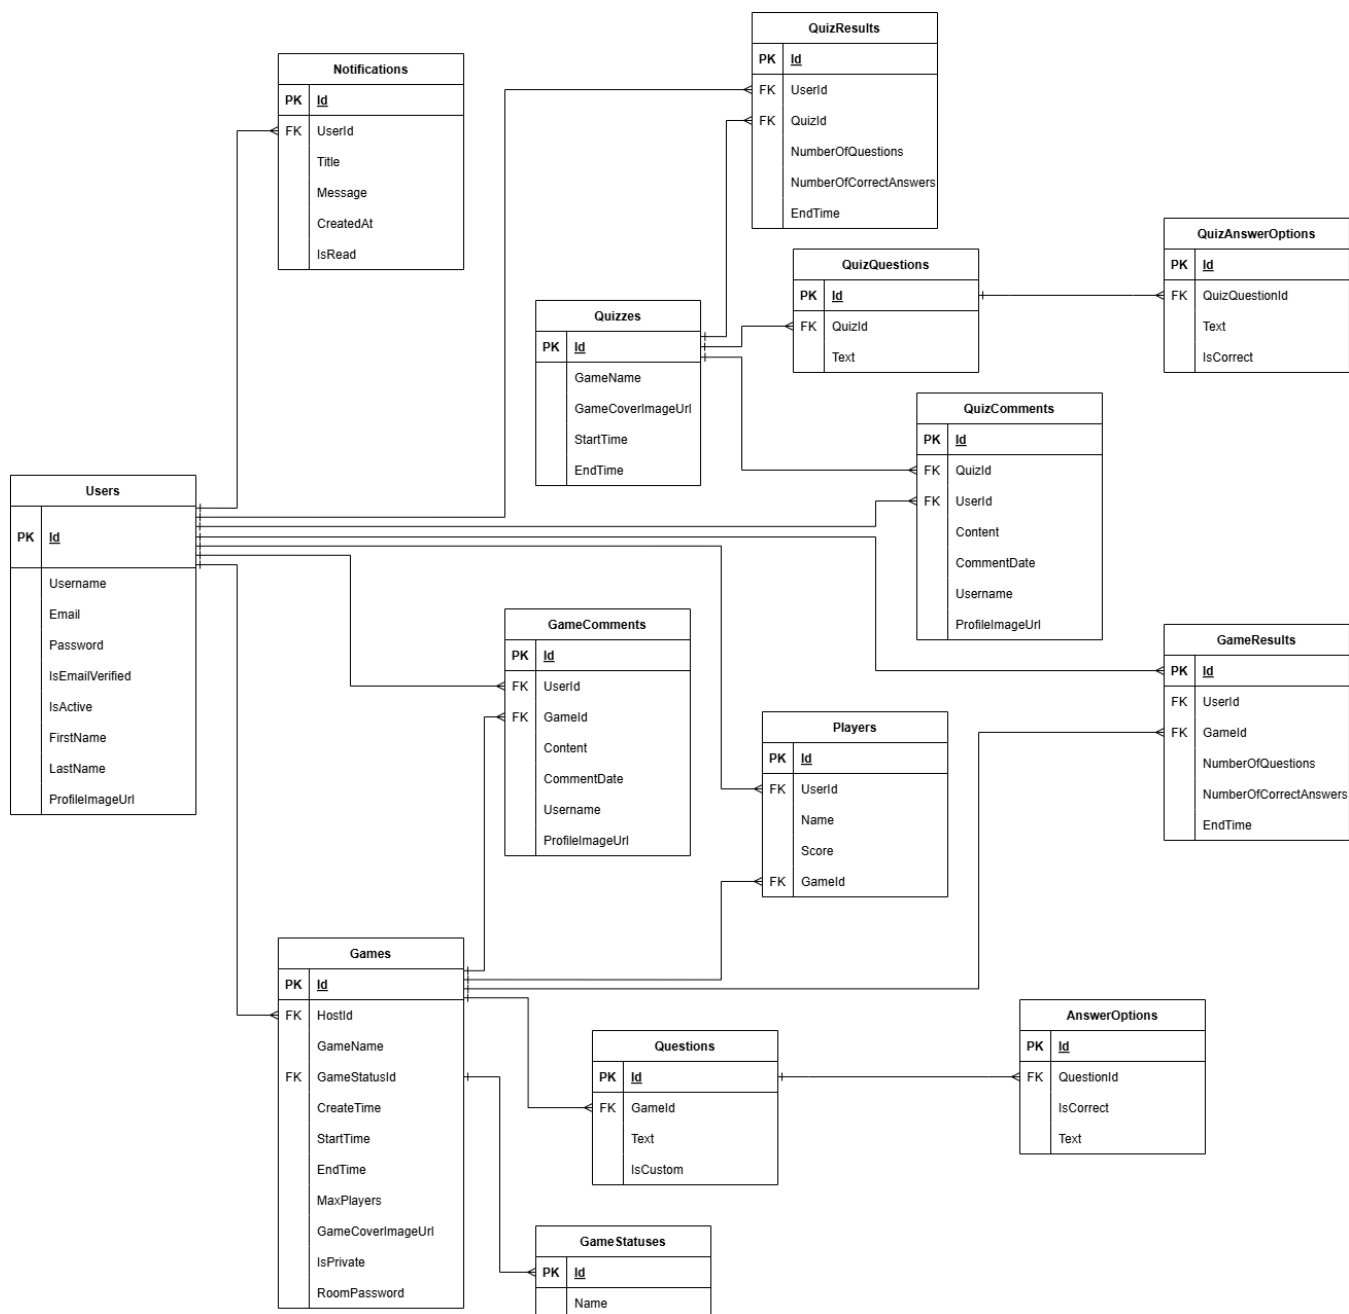 QuizResults
PK Id
FK UserId
FK QuizId
NumberOfQuestions
NumberOfCorrectAnswers
EndTime
Notifications
PK Id
FK UserId
Title
Message
CreatedAt
IsRead
QuizAnswerOptions
PK Id
FK QuizQuestionId
Text
IsCorrect
QuizQuestions
PK Id
FK QuizId
Text
Quizzes
PK Id
GameName
GameCoverImageUrl
StartTime
EndTime
QuizComments
PK Id
FK QuizId
FK UserId
Content
CommentDate
Username
ProfileImageUrl
Users
PK Id
Username
Email
Password
IsEmailVerified
IsActive
FirstName
LastName
ProfileImageUrl
GameComments
PK Id
FK UserId
FK GameId
Content
CommentDate
Username
ProfileImageUrl
GameResults
PK Id
FK UserId
FK GameId
NumberOfQuestions
NumberOfCorrectAnswers
EndTime
Players
PK Id
FK UserId
Name
Score
FK GameId
Games
PK Id
FK HostId
GameName
FK GameStatusId
CreateTime
StartTime
EndTime
MaxPlayers
GameCoverImageUrl
IsPrivate
RoomPassword
Questions
PK Id
FK GameId
Text
IsCustom
AnswerOptions
PK Id
FK QuestionId
IsCorrect
Text
GameStatuses
PK Id
Name